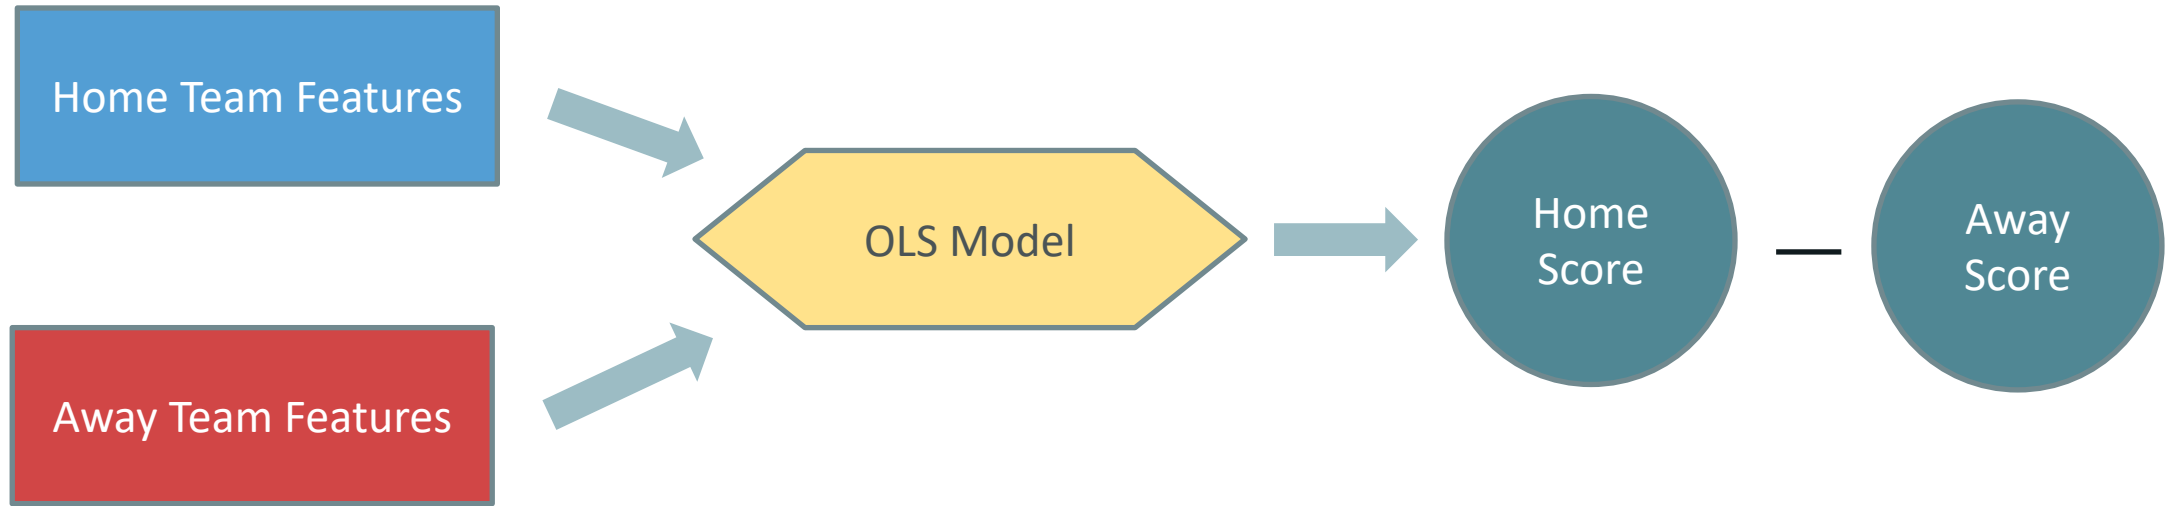 Home Team Features
Away Team Features
OLS Model
Home
Score
—
Away
Score